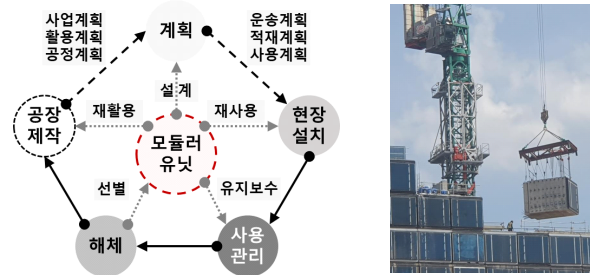 사업계획
활용계획
공정계획
계획
운송계획
적재계획
사용계획
설계
공장
제작
재활용
재사용
현장
설치
모듈러
유닛
선별
유지보수
해체
사용
관리